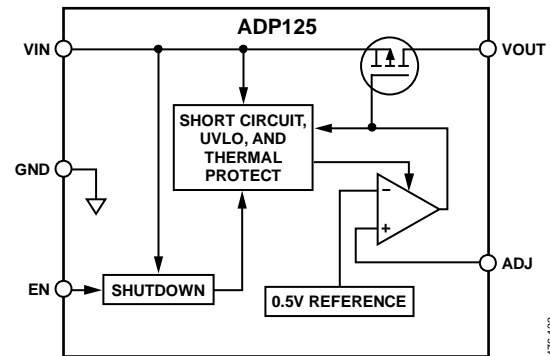 ADP125
VIN
VOUT
SHORT CIRCUIT,
UVLO, AND
THERMAL
PROTECT
GND
–
+
ADJ
EN
SHUTDOWN
0.5V REFERENCE